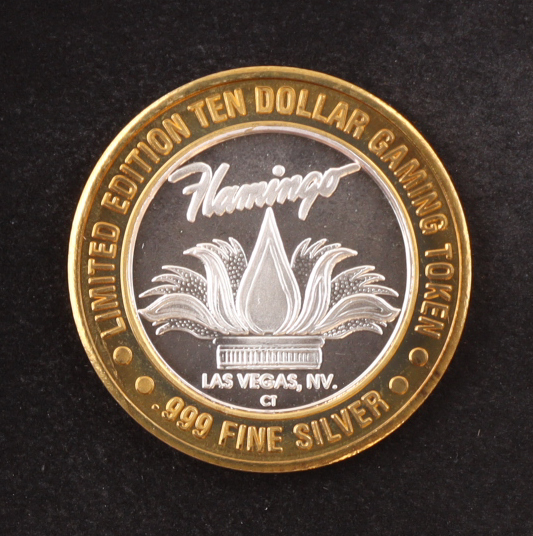 LIMITED EDITION TEN DOLLAR GAMING TOKEN
Flamingo
LAS VEGAS, NV.
CT
.999 FINE SILVER